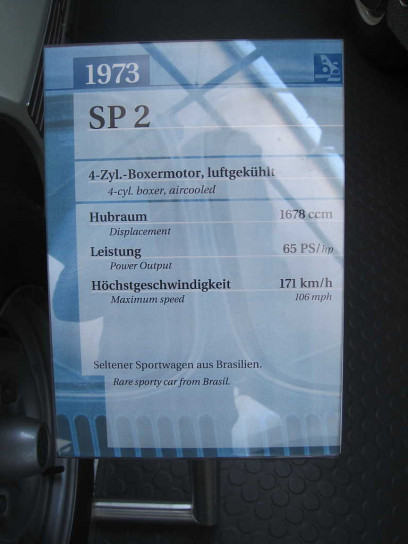 1973
SP 2
4-Zyl.-Boxermotor, luftgekühlt
4-cyl. boxer, aircooled
Hubraum 1678 ccm
Displacement
Leistung 65 PS/hp
Power Output
Höchstgeschwindigkeit 171 km/h
Maximum speed 106 mph
Seltener Sportwagen aus Brasilien.
Rare sporty car from Brasil.